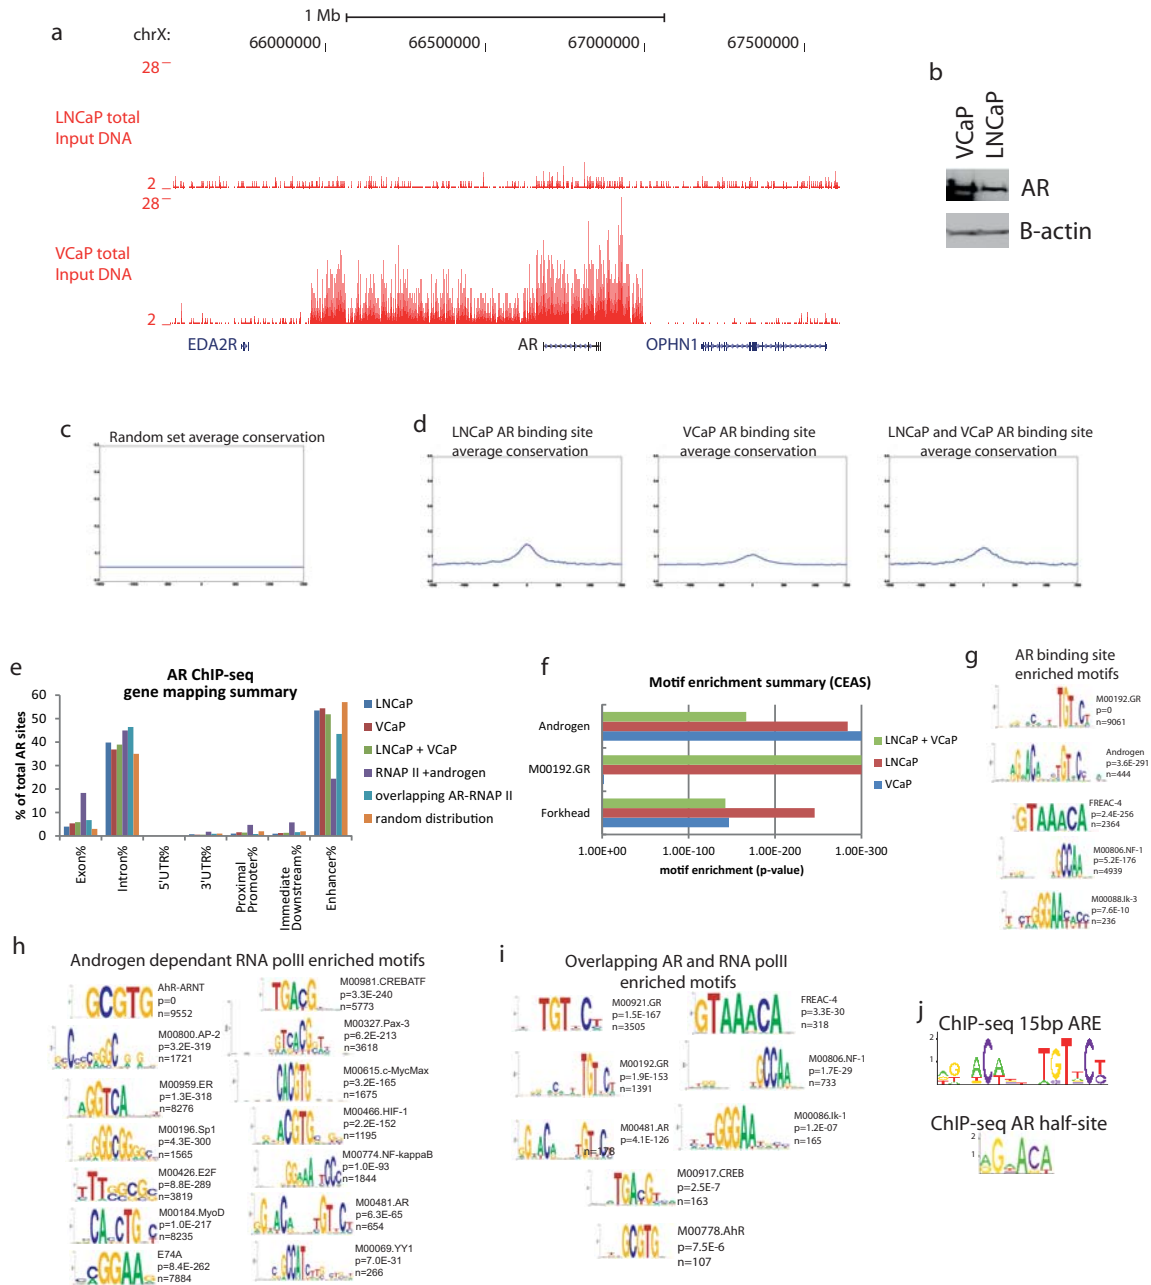 a
1 Mb
chrX:
66000000
66500000
67000000
67500000
28
LNCaP total
Input DNA
2
28
VCaP total
Input DNA
2
EDA2R
AR
OPHN1
b
VCaP
LNCaP
AR
B-actin
c
Random set average conservation
d
LNCaP AR binding site
average conservation
VCaP AR binding site
average conservation
LNCaP and VCaP AR binding site
average conservation
e
AR ChIP-seq
gene mapping summary
% of total AR sites
60
50
40
30
20
10
0
Exon%
Intron%
5'UTR%
3'UTR%
Proximal
Promoter%
Immediate
Downstream%
Enhancer%
LNCaP
VCaP
LNCaP + VCaP
RNAP II +androgen
overlapping AR-RNAP II
random distribution
f
Motif enrichment summary (CEAS)
Androgen
M00192.GR
Forkhead
1.00E+00
1.00E-100
1.00E-200
1.00E-300
motif enrichment (p-value)
LNCaP + VCaP
LNCaP
VCaP
g
AR binding site
enriched motifs
M00192.GR
p=0
n=9061
Androgen
p=3.6E-291
n=444
FREAC-4
p=2.4E-256
n=2364
M00806.NF-1
p=5.2E-176
n=4939
M00088.Ik-3
p=7.6E-10
n=236
h
Androgen dependant RNA polII enriched motifs
AhR-ARNT
p=0
n=9552
M00800.AP-2
p=3.2E-319
n=1721
M00959.ER
p=1.3E-318
n=8276
M00196.Sp1
p=4.3E-300
n=1565
M00426.E2F
p=8.8E-289
n=3819
M00184.MyoD
p=1.0E-217
n=8235
E74A
p=8.4E-262
n=7884
M00981.CREBATF
p=3.3E-240
n=5773
M00327.Pax-3
p=6.2E-213
n=3618
M00615.c-MycMax
p=3.2E-165
n=1675
M00466.HIF-1
p=2.2E-152
n=1195
M00774.NF-kappaB
p=1.0E-93
n=1844
M00481.AR
p=6.3E-65
n=654
M00069.YY1
p=7.0E-31
n=266
i
Overlapping AR and RNA polII
enriched motifs
M00921.GR
p=1.5E-167
n=3505
M00192.GR
p=1.9E-153
n=1391
M00481.AR
p=4.1E-126
n=178
FREAC-4
p=3.3E-30
n=318
M00806.NF-1
p=1.7E-29
n=733
M00086.Ik-1
p=1.2E-07
n=165
M00917.CREB
p=2.5E-7
n=163
M00778.AhR
p=7.5E-6
n=107
j
ChIP-seq 15bp ARE
ChIP-seq AR half-site